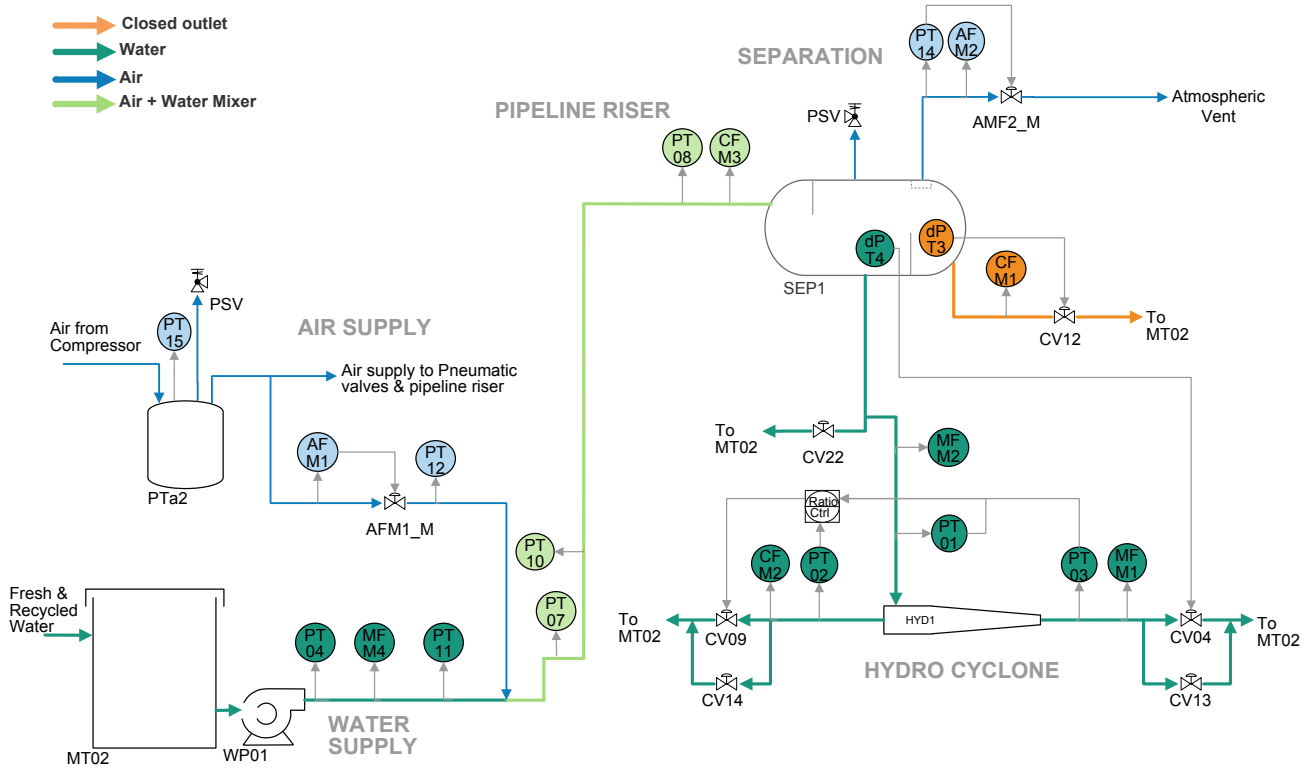 Closed outlet
Water
Air
Air + Water Mixer
SEPARATION
PT
14
AF
M2
AMF2_M
Atmospheric
Vent
PIPELINE RISER
PT
08
CF
M3
PSV
dP
T4
dP
T3
SEP1
CF
M1
CV12
To
MT02
AIR SUPPLY
Air from
Compressor
PT
15
PSV
Air supply to Pneumatic
valves & pipeline riser
PTa2
AF
M1
PT
12
AFM1_M
To
MT02
CV22
MF
M2
Ratio
Ctrl
PT
01
PT
10
PT
07
CF
M2
PT
02
PT
03
MF
M1
Fresh &
Recycled
Water
To
MT02
CV09
HYD1
CV04
To
MT02
CV14
HYDRO CYCLONE
CV13
PT
04
MF
M4
PT
11
MT02
WP01
WATER
SUPPLY